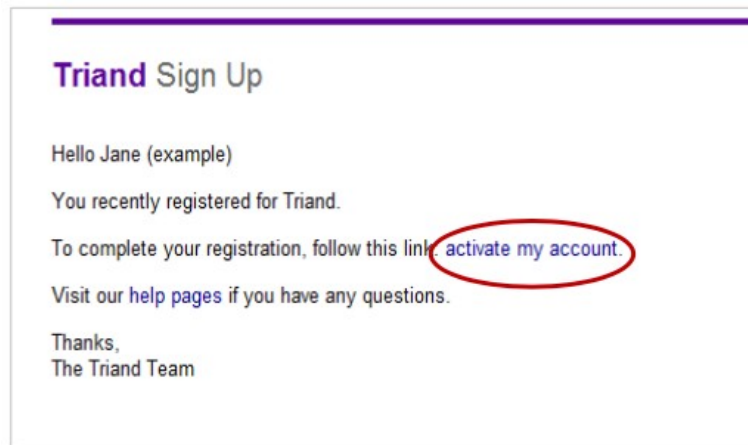 Triand Sign Up
Hello Jane (example)
You recently registered for Triand.
To complete your registration, follow this link. activate my account.
Visit our help pages if you have any questions.
Thanks,
The Triand Team